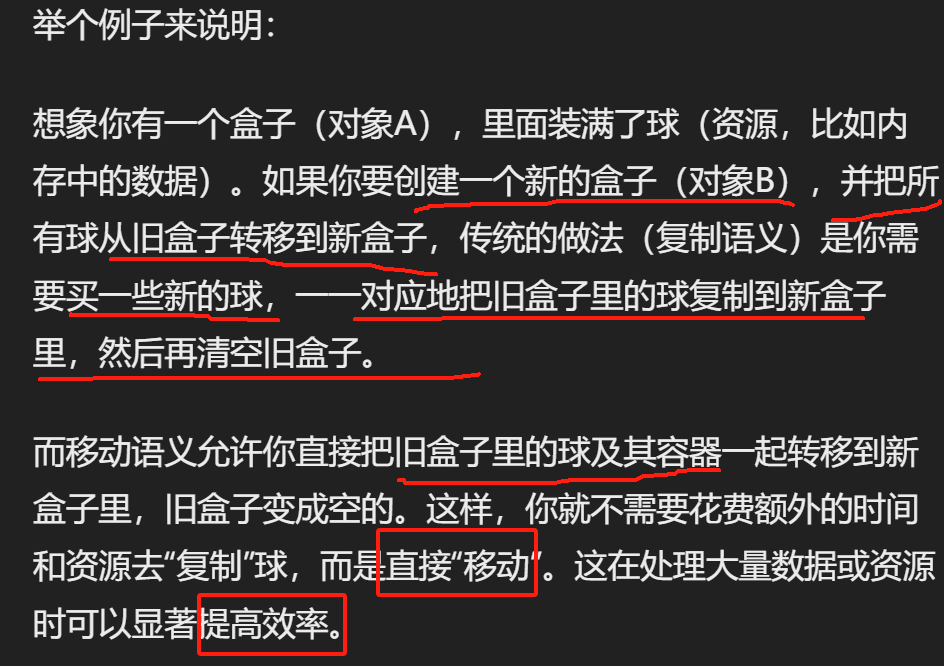 举个例子来说明：
想象你有一个盒子（对象A），里面装满了球（资源，比如内
存中的数据）。如果你要创建一个新的盒子（对象B），并把所
有球从旧盒子转移到新盒子，传统的做法（复制语义）是你需
要买一些新的球，一一对应地把旧盒子里的球复制到新盒子
里，然后再清空旧盒子。
而移动语义允许你直接把旧盒子里的球及其容器一起转移到新
盒子里，旧盒子变成空的。这样，你就不需要花费额外的时间
和资源去“复制”球，而是直接“移动”。这在处理大量数据或资源
时可以显著提高效率。